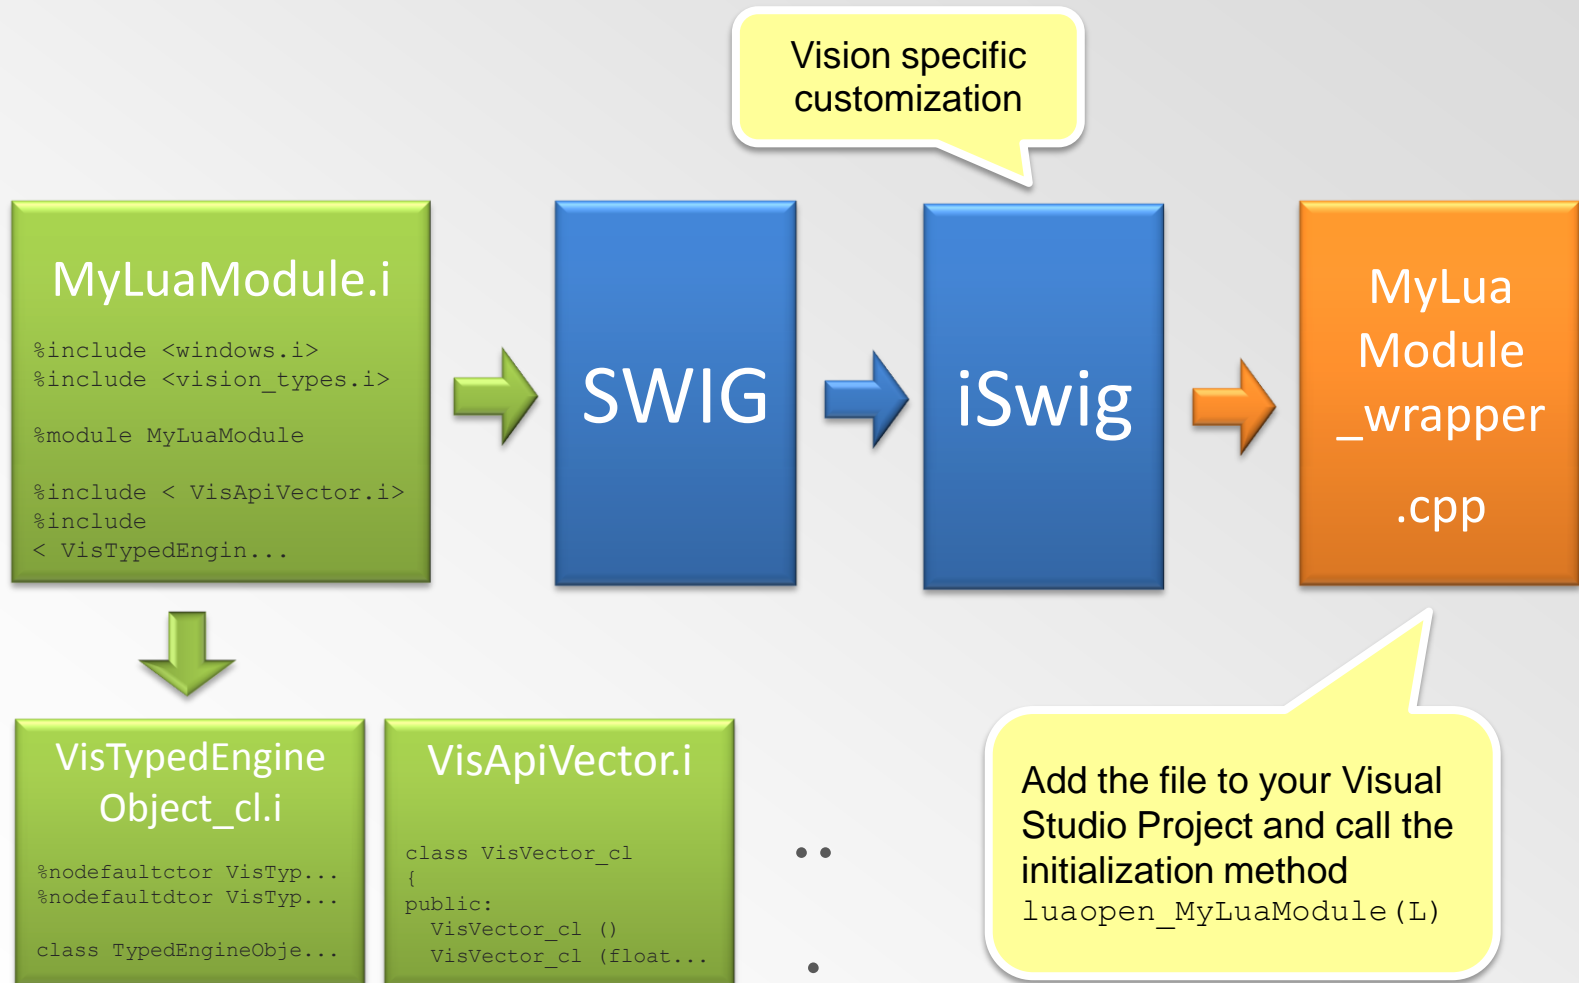 Vision specific
customization
MyLuaModule.i
%include <windows.i>
%include <vision_types.i>
%module MyLuaModule
%include < VisApiVector.i>
%include
< VisTypedEngin...
SWIG
iSwig
MyLua
Module
_wrapper
.cpp
VisTypedEngine
Object_cl.i
%nodefaultctor VisTyp...
%nodefaultdtor VisTyp...
class TypedEngineObje...
VisApiVector.i
class VisVector_cl
{
public:
VisVector_cl ()
VisVector_cl (float...
Add the file to your Visual
Studio Project and call the
initialization method
luaopen_MyLuaModule(L)